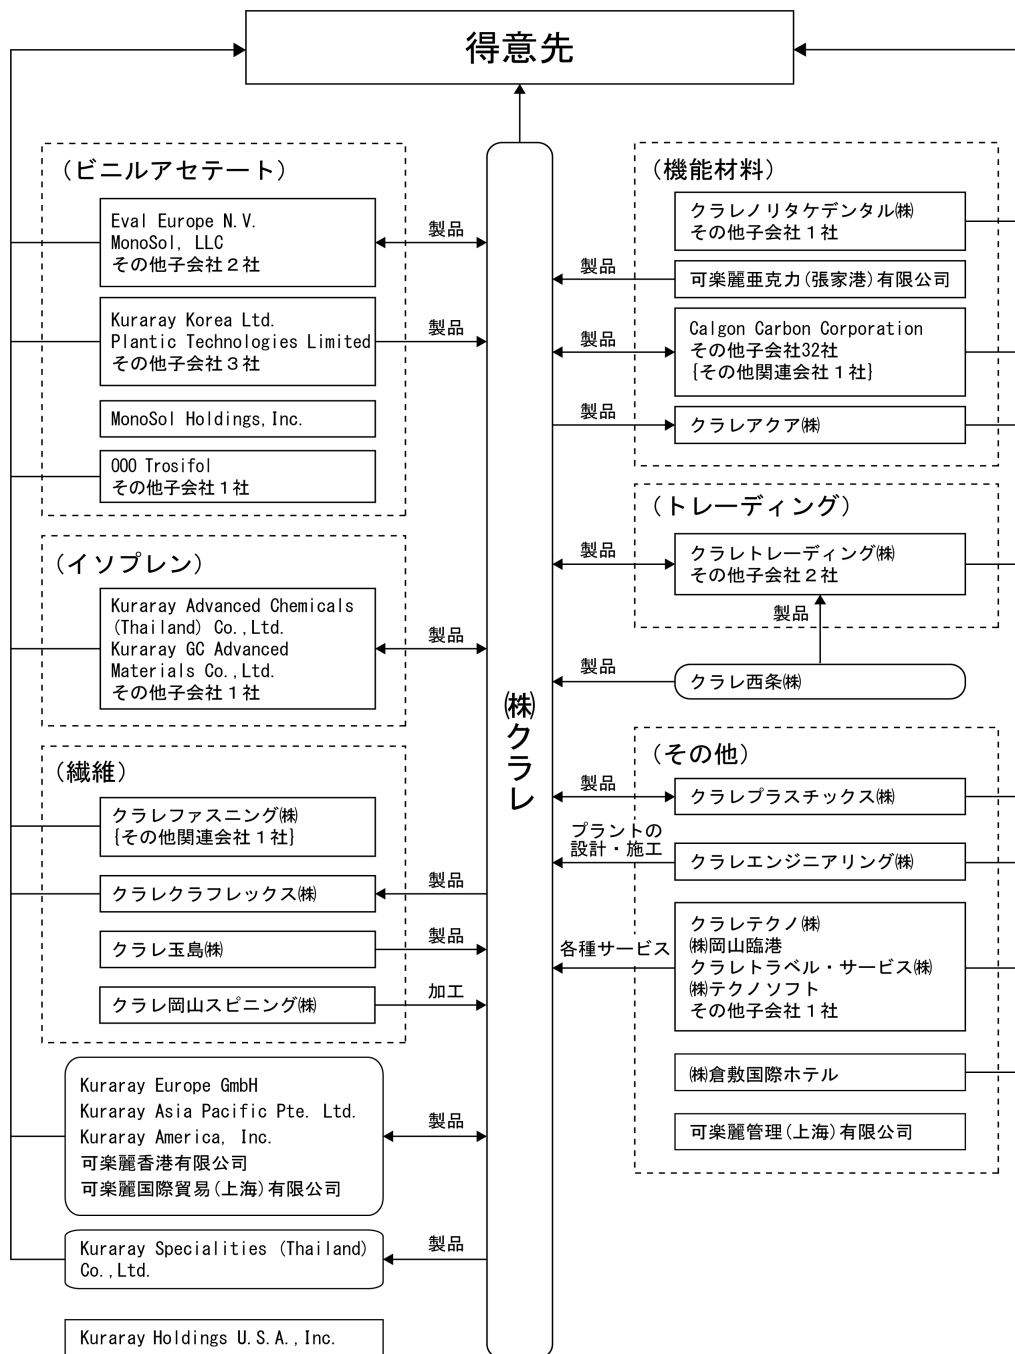 得意先
(ビニルアセテート)
Eval Europe N.V.
MonoSol, LLC
その他子会社2社
製品
Kuraray Korea Ltd.
Plantic Technologies Limited
その他子会社3社
製品
MonoSol Holdings,Inc.
OOO Trosifol
その他子会社1社
(イソプレン)
Kuraray Advanced Chemicals
(Thailand) Co.,Ltd.
Kuraray GC Advanced
Materials Co.,Ltd.
その他子会社1社
製品
(繊維)
クラレファスニング㈱
{その他関連会社1社}
クラレクラフレックス㈱
製品
クラレ玉島㈱
製品
クラレ岡山スピニング㈱
加工
Kuraray Europe GmbH
Kuraray Asia Pacific Pte. Ltd.
Kuraray America, Inc.
可楽麗香港有限公司
可楽麗国際貿易(上海)有限公司
製品
Kuraray Specialities (Thailand)
Co.,Ltd.
製品
Kuraray Holdings U.S.A.,Inc.
㈱クラレ
(機能材料)
クラレノリタケデンタル㈱
その他子会社1社
製品
可楽麗亜克力(張家港)有限公司
製品
Calgon Carbon Corporation
その他子会社32社
{その他関連会社1社}
製品
クラレアクア㈱
(トレーディング)
製品
クラレトレーディング㈱
その他子会社2社
製品
製品
クラレ西条㈱
(その他)
製品
クラレプラスチックス㈱
プラントの
設計・施工
クラレエンジニアリング㈱
各種サービス
クラレテクノ㈱
㈱岡山臨港
クラレトラベル・サービス㈱
㈱テクノソフト
その他子会社1社
㈱倉敷国際ホテル
可楽麗管理(上海)有限公司